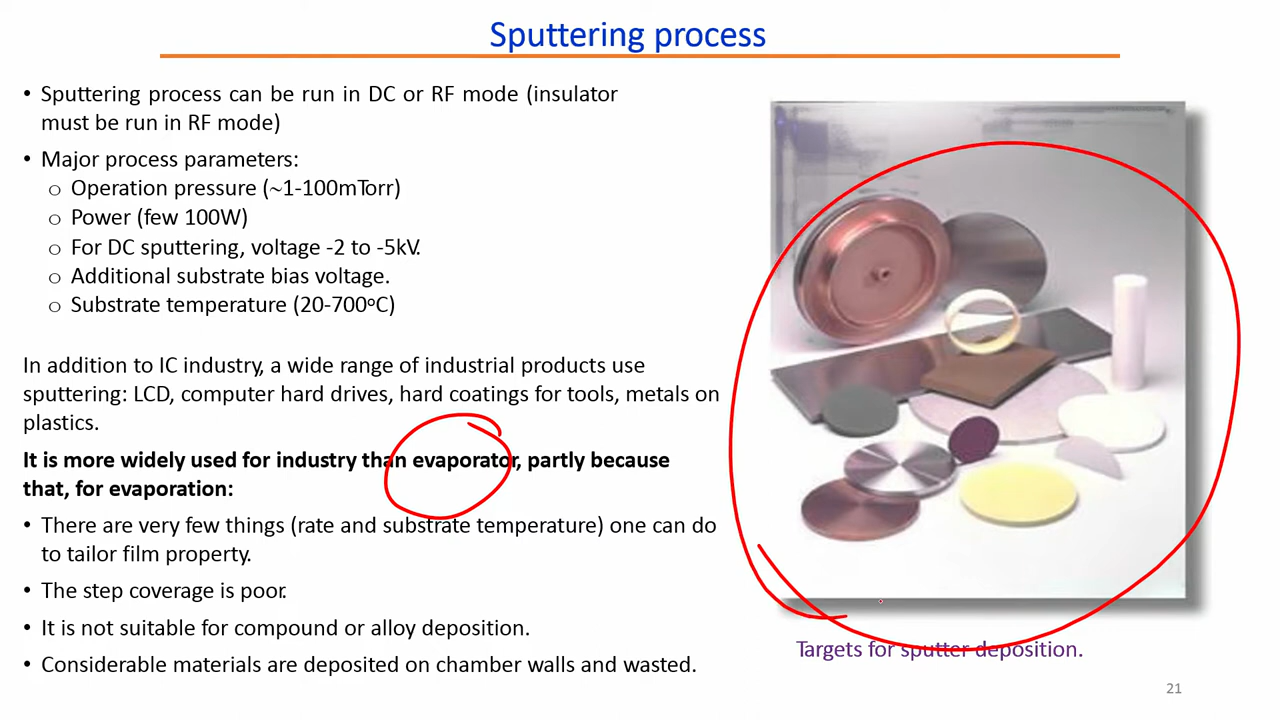 Sputtering process
• Sputtering process can be run in DC or RF mode (insulator
must be run in RF mode)
• Major process parameters:
o Operation pressure (~1-100mTorr)
o Power (few 100W)
o For DC sputtering, voltage -2 to -5kV.
o Additional substrate bias voltage.
o Substrate temperature (20-700ºC)
In addition to IC industry, a wide range of industrial products use
sputtering: LCD, computer hard drives, hard coatings for tools, metals on
plastics.
It is more widely used for industry than evaporator, partly because
that, for evaporation:
• There are very few things (rate and substrate temperature) one can do
to tailor film property.
• The step coverage is poor.
• It is not suitable for compound or alloy deposition.
• Considerable materials are deposited on chamber walls and wasted.
Targets for sputter deposition.
21